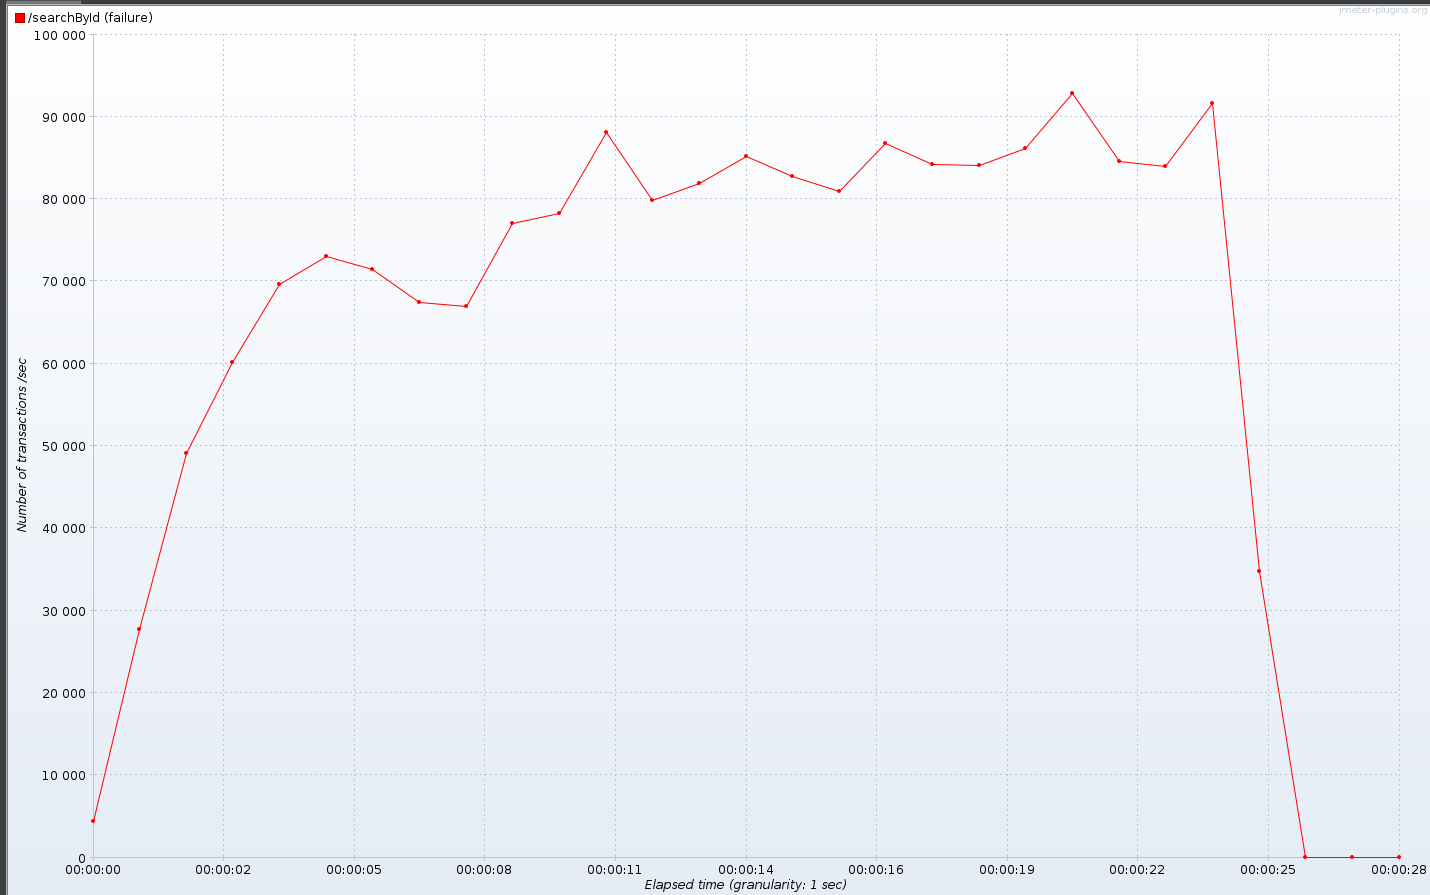 jmeter-plugins.org
/searchById (failure)
100 000
90 000
80 000
70 000
60 000
50 000
40 000
30 000
20 000
10 000
0
Number of transactions /sec
00:00:00 00:00:02 00:00:05 00:00:08 00:00:11 00:00:14 00:00:16 00:00:19 00:00:22 00:00:25 00:00:28
Elapsed time (granularity: 1 sec)